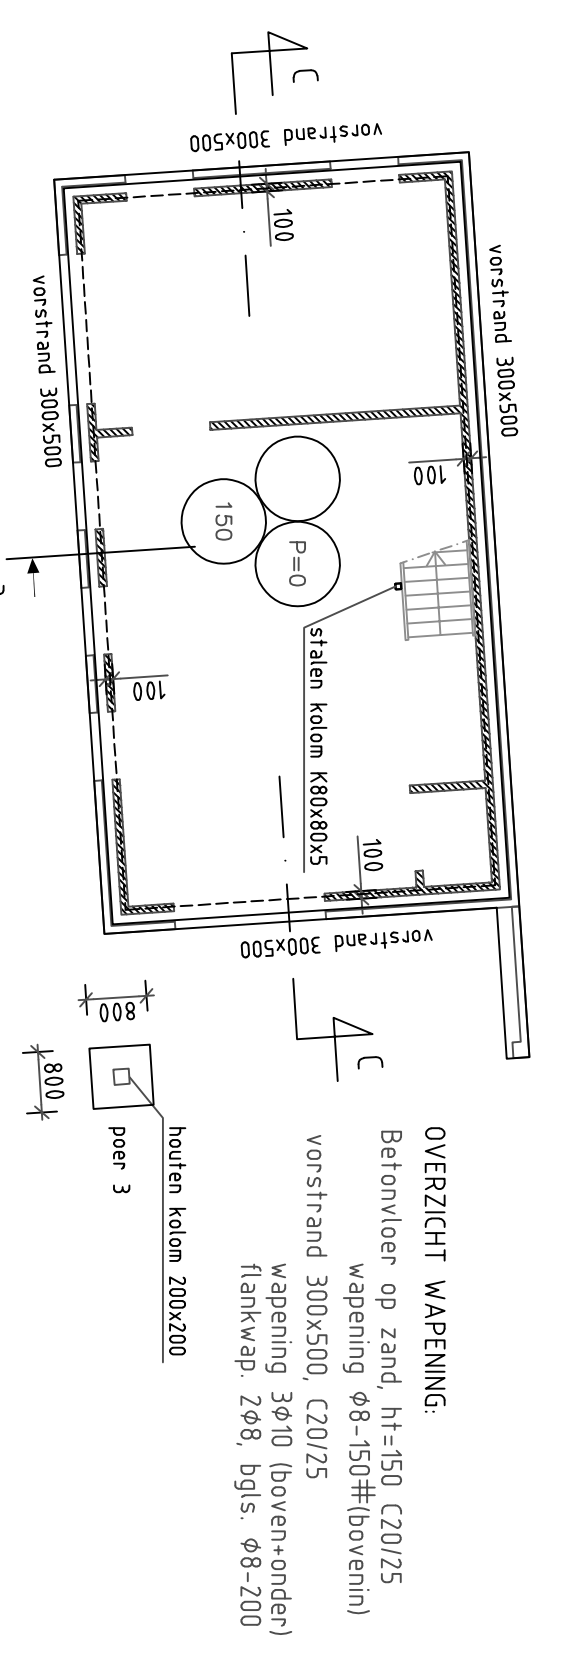 C
vorstrand 300x500
100
vorstrand 300x500
vorstrand 300x500
100
150
P=0
100
stalen kolom K80x80x5
100
vorstrand 300x500
C
800
800
houten kolom 200x200
poer 3
OVERZICHT WAPENING:
Betonvloer op zand, ht=150 C20/25
wapening ϕ8-150#(bovenin)
vorstrand 300x500, C20/25
wapening 3ϕ10 (boven+onder)
flankwap. 2ϕ8, bgls. ϕ8-200